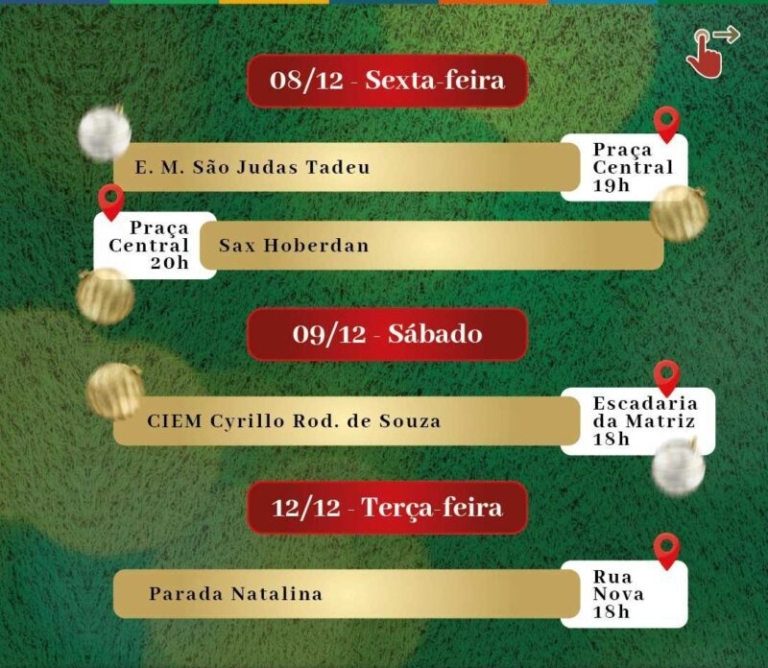 08/12 - Sexta-feira
E. M. São Judas Tadeu
Praça
Central
19h
Praça
Central
20h
Sax Hoberdan
09/12 - Sábado
CIEM Cyrillo Rod. de Souza
Escadaria
da Matriz
18h
12/12 - Terça-feira
Parada Natalina
Rua
Nova
18h